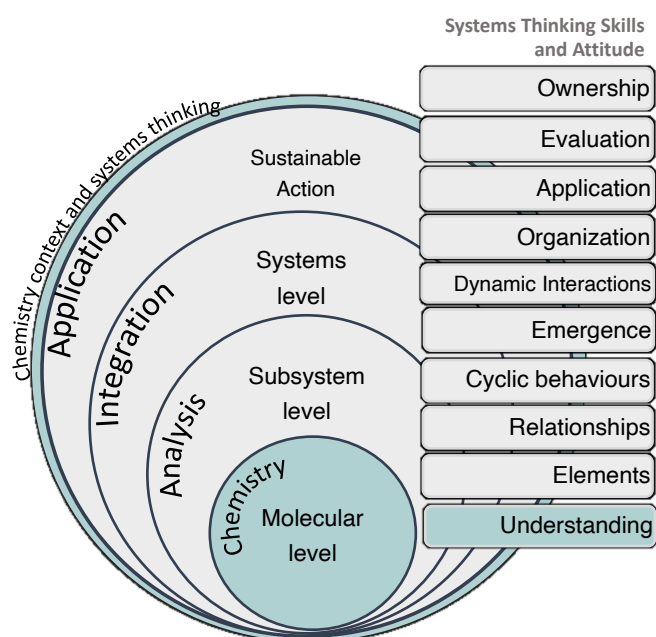 Systems Thinking Skills
and Attitude
Ownership
Evaluation
Application
Organization
Dynamic Interactions
Emergence
Cyclic behaviours
Relationships
Elements
Understanding
Chemistry context and systems thinking
Application
Sustainable
Action
Integration
Systems
level
Analysis
Subsystem
level
Chemistry
Molecular
level